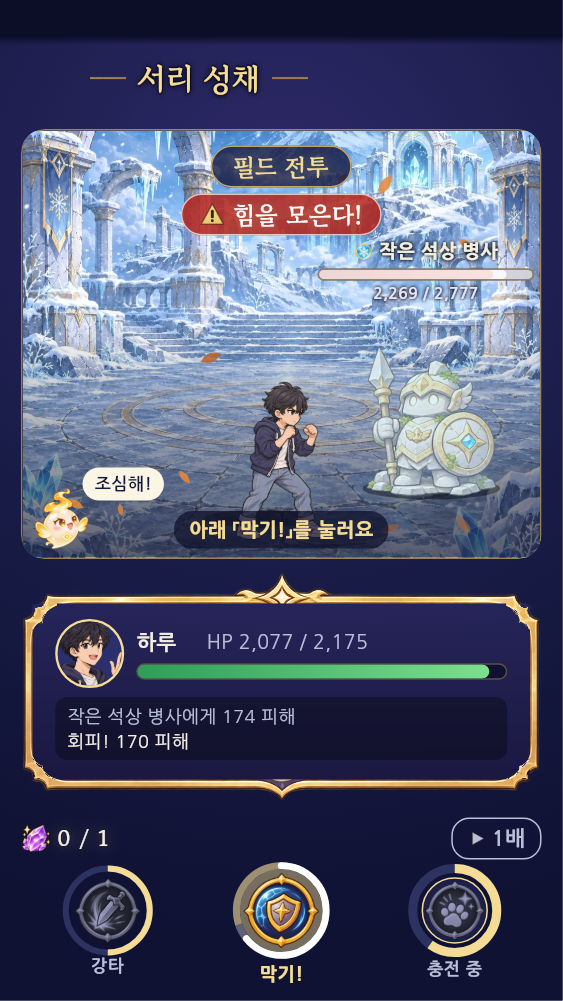 서리 성채
필드 전투
힘을 모은다!
작은 석상 병사
2,269 / 2,777
조심해!
아래 「막기!」를 눌러요
하루 HP 2,077 / 2,175
작은 석상 병사에게 174 피해
회피! 170 피해
0 / 1
1배
강타
막기!
충전 중